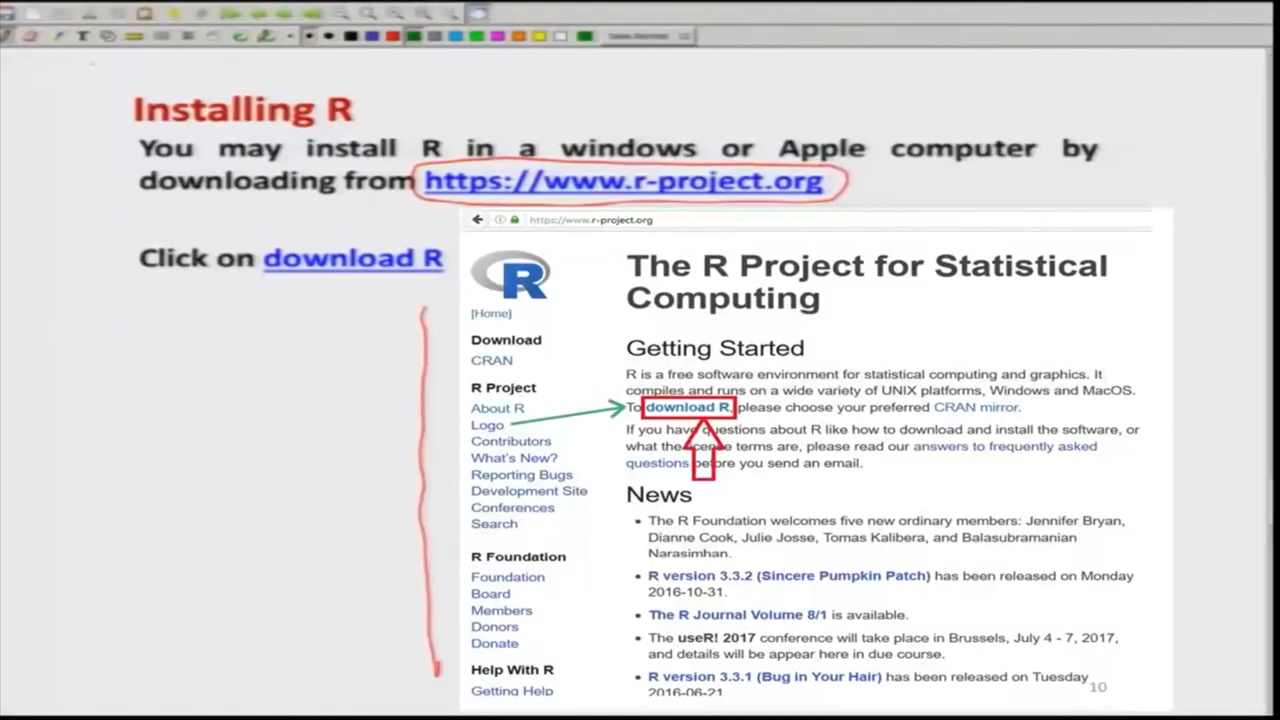 Installing R
You may install R in a windows or Apple computer by
downloading from https://www.r-project.org
Click on download R
https://www.r-project.org
R
[Home]
Download
CRAN
R Project
About R
Logo
Contributors
What's New?
Reporting Bugs
Development Site
Conferences
Search
R Foundation
Foundation
Board
Members
Donors
Donate
Help With R
Getting Help
The R Project for Statistical
Computing
Getting Started
R is a free software environment for statistical computing and graphics. It
compiles and runs on a wide variety of UNIX platforms, Windows and MacOS.
To download R, please choose your preferred CRAN mirror.
If you have questions about R like how to download and install the software, or
what the license terms are, please read our answers to frequently asked
questions before you send an email.
News
• The R Foundation welcomes five new ordinary members: Jennifer Bryan,
Dianne Cook, Julie Josse, Tomas Kalibera, and Balasubramanian
Narasimhan.
• R version 3.3.2 (Sincere Pumpkin Patch) has been released on Monday
2016-10-31.
• The R Journal Volume 8/1 is available.
• The useR! 2017 conference will take place in Brussels, July 4 - 7, 2017,
and details will be appear here in due course.
• R version 3.3.1 (Bug in Your Hair) has been released on Tuesday
2016-06-21
10